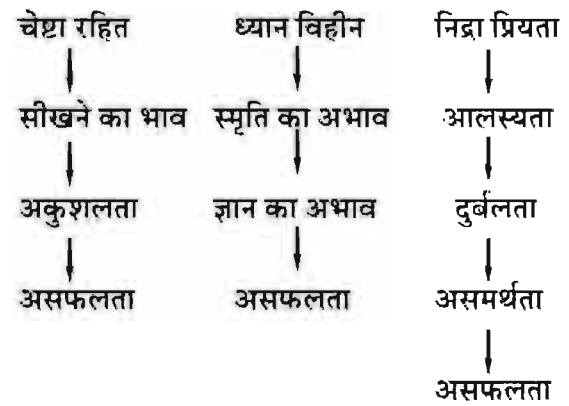 चेष्टा रहित ध्यान विहीन निद्रा प्रियता
सीखने का भाव स्मृति का अभाव आलस्यता
अकुशलता ज्ञान का अभाव दुर्बलता
असफलता असफलता असमर्थता
असफलता